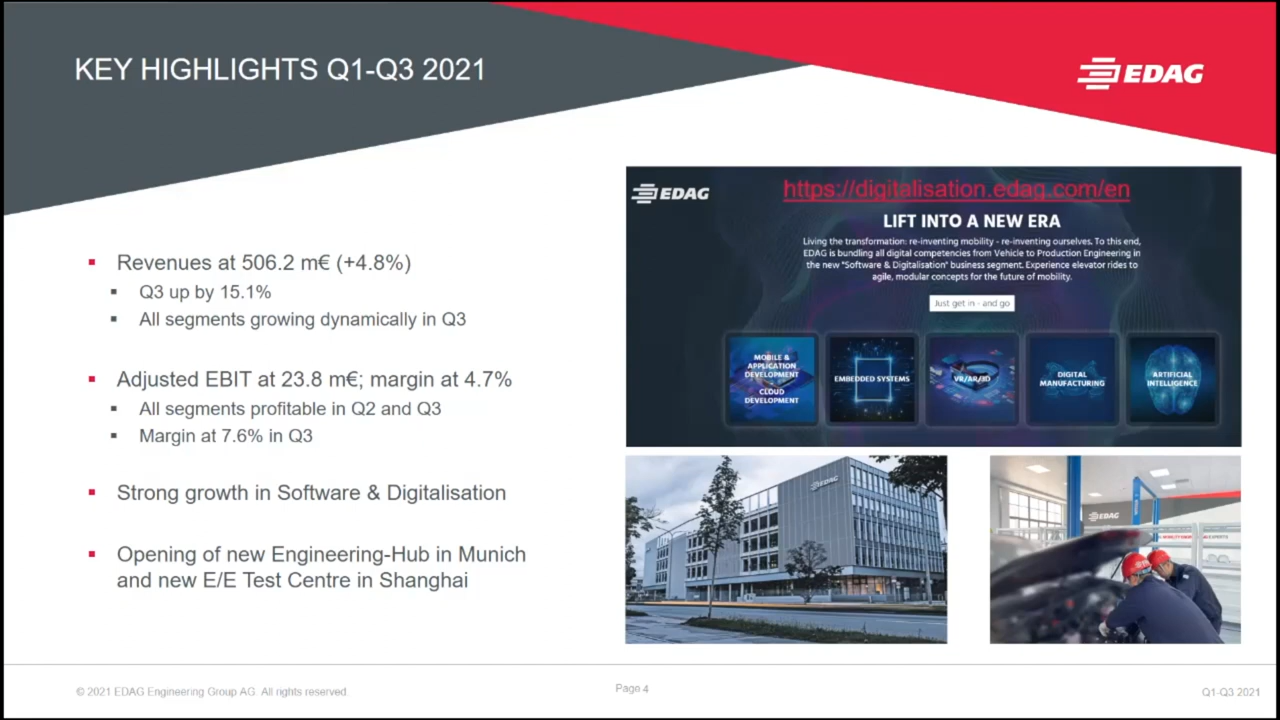 KEY HIGHLIGHTS Q1-Q3 2021
EDAG
Revenues at 506.2 m€ (+4.8%)
Q3 up by 15.1%
All segments growing dynamically in Q3
Adjusted EBIT at 23.8 m€; margin at 4.7%
All segments profitable in Q2 and Q3
Margin at 7.6% in Q3
Strong growth in Software & Digitalisation
Opening of new Engineering-Hub in Munich
and new E/E Test Centre in Shanghai
EDAG
https://digitalisation.edag.com/en
LIFT INTO A NEW ERA
Living the transformation: re-inventing mobility - re-inventing ourselves. To this end,
EDAG is bundling all digital competencies from Vehicle to Production Engineering in
the new "Software & Digitalisation" business segment. Experience elevator rides to
agile, modular concepts for the future of mobility.
Just get in - and go
MOBILE &
APPLICATION
DEVELOPMENT
CLOUD
DEVELOPMENT
EMBEDDED SYSTEMS
VR/AR/3D
DIGITAL
MANUFACTURING
ARTIFICIAL
INTELLIGENCE
EDAG
EDAG
© 2021 EDAG Engineering Group AG. All rights reserved.
Page 4
Q1-Q3 2021